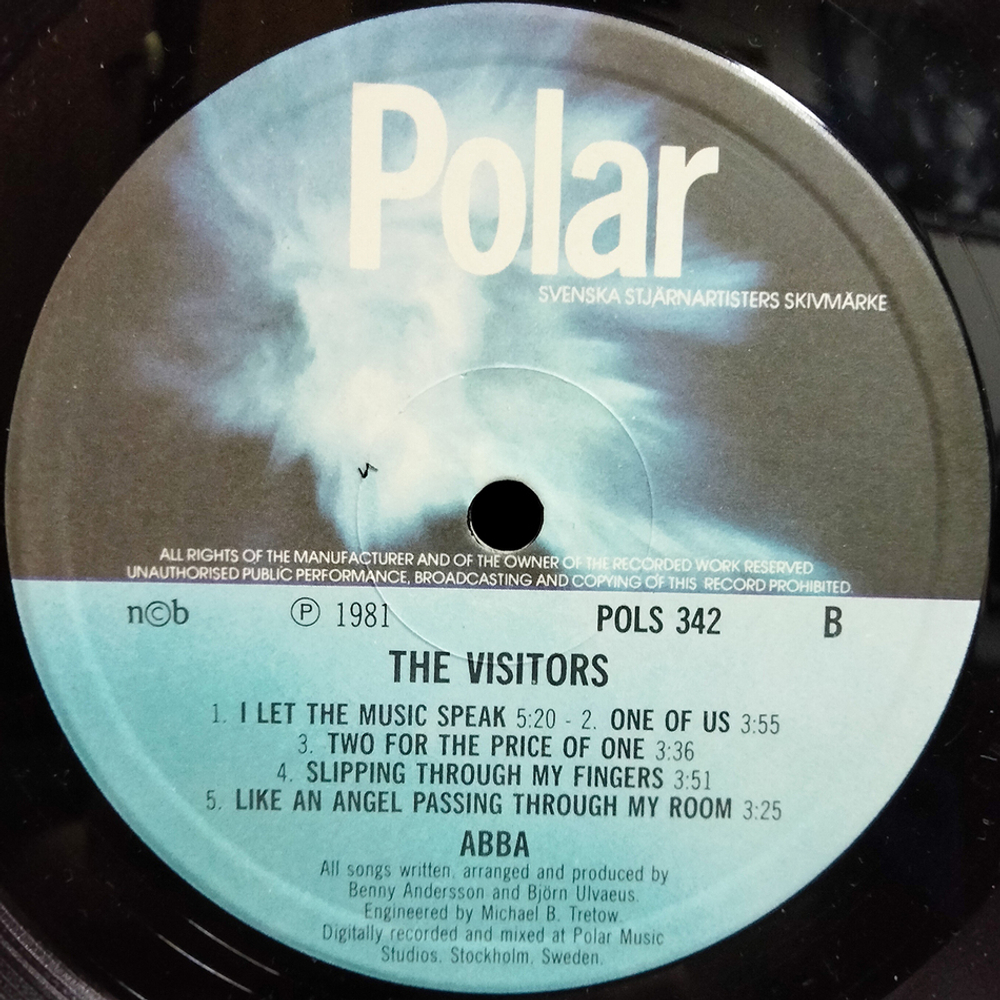 Polar
SVENSKA STJÄRNARTISTERS SKIVMÄRKE
ALL RIGHTS OF THE MANUFACTURER AND OF THE OWNER OF THE RECORDED WORK RESERVED
UNAUTHORISED PUBLIC PERFORMANCE, BROADCASTING AND COPYING OF THIS RECORD PROHIBITED.
n©b ℗ 1981 POLS 342 B
THE VISITORS
1. I LET THE MUSIC SPEAK 5:20 - 2. ONE OF US 3:55
3. TWO FOR THE PRICE OF ONE 3:36
4. SLIPPING THROUGH MY FINGERS 3:51
5. LIKE AN ANGEL PASSING THROUGH MY ROOM 3:25
ABBA
All songs written, arranged and produced by
Benny Andersson and Björn Ulvaeus.
Engineered by Michael B. Tretow.
Digitally recorded and mixed at Polar Music
Studios, Stockholm, Sweden.